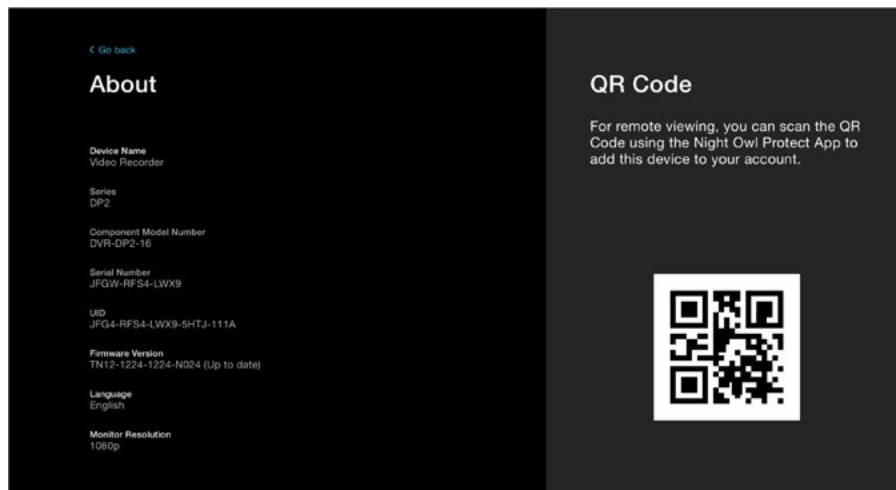 Go back
About
Device Name
Video Recorder
Series
DP2
Component Model Number
DVR-DP2-16
Serial Number
JFGW-RFS4-LWX9
UID
JFG4-RFS4-LWX9-5HTJ-111A
Firmware Version
TN12-1224-1224-N024 (Up to date)
Language
English
Monitor Resolution
1080p
QR Code
For remote viewing, you can scan the QR
Code using the Night Owl Protect App to
add this device to your account.